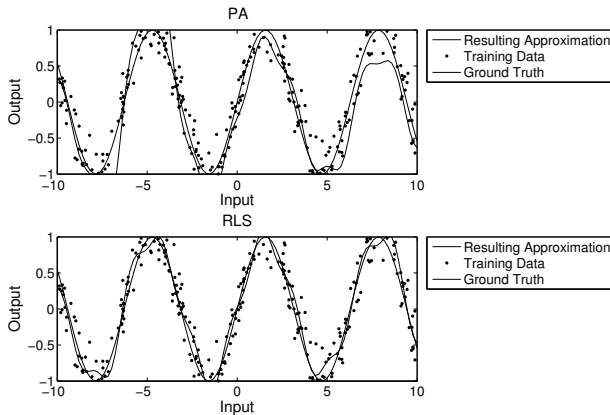 PA
1
0.5
0
−0.5
−1
Output
−10
−5
0
5
10
Input
Resulting Approximation
Training Data
Ground Truth
RLS
1
0.5
0
−0.5
−1
Output
−10
−5
0
5
10
Input
Resulting Approximation
Training Data
Ground Truth